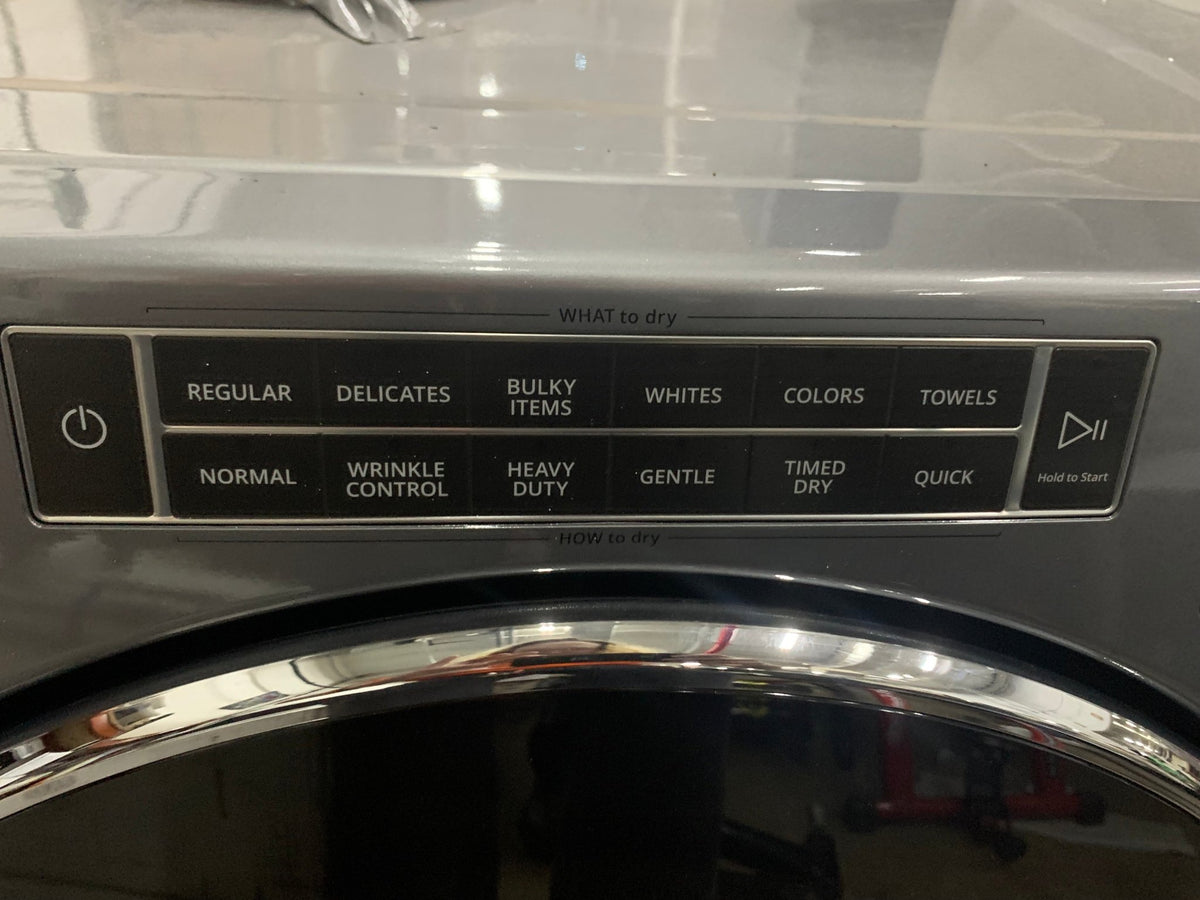 WHAT to dry
REGULAR
DELICATES
BULKY
ITEMS
WHITES
COLORS
TOWELS
NORMAL
WRINKLE
CONTROL
HEAVY
DUTY
GENTLE
TIMED
DRY
QUICK
Hold to Start
HOW to dry